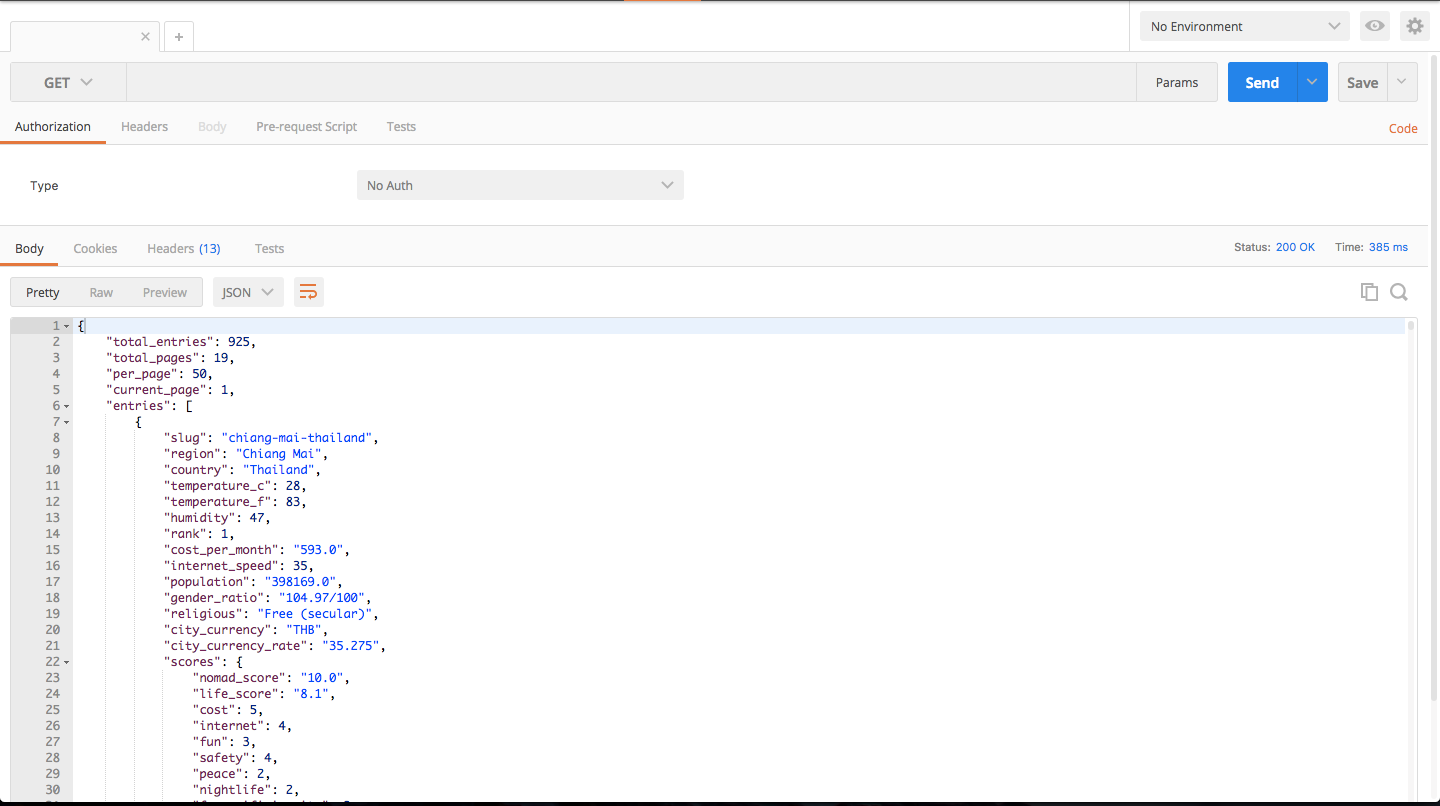 No Environment
GET Params Send Save
Authorization Headers Body Pre-request Script Tests Code
Type No Auth
Body Cookies Headers (13) Tests Status: 200 OK Time: 385 ms
Pretty Raw Preview JSON
1 {
2 "total_entries": 925,
3 "total_pages": 19,
4 "per_page": 50,
5 "current_page": 1,
6 "entries": [
7 {
8 "slug": "chiang-mai-thailand",
9 "region": "Chiang Mai",
10 "country": "Thailand",
11 "temperature_c": 28,
12 "temperature_f": 83,
13 "humidity": 47,
14 "rank": 1,
15 "cost_per_month": "593.0",
16 "internet_speed": 35,
17 "population": "398169.0",
18 "gender_ratio": "104.97/100",
19 "religious": "Free (secular)",
20 "city_currency": "THB",
21 "city_currency_rate": "35.275",
22 "scores": {
23 "nomad_score": "10.0",
24 "life_score": "8.1",
25 "cost": 5,
26 "internet": 4,
27 "fun": 3,
28 "safety": 4,
29 "peace": 2,
30 "nightlife": 2,